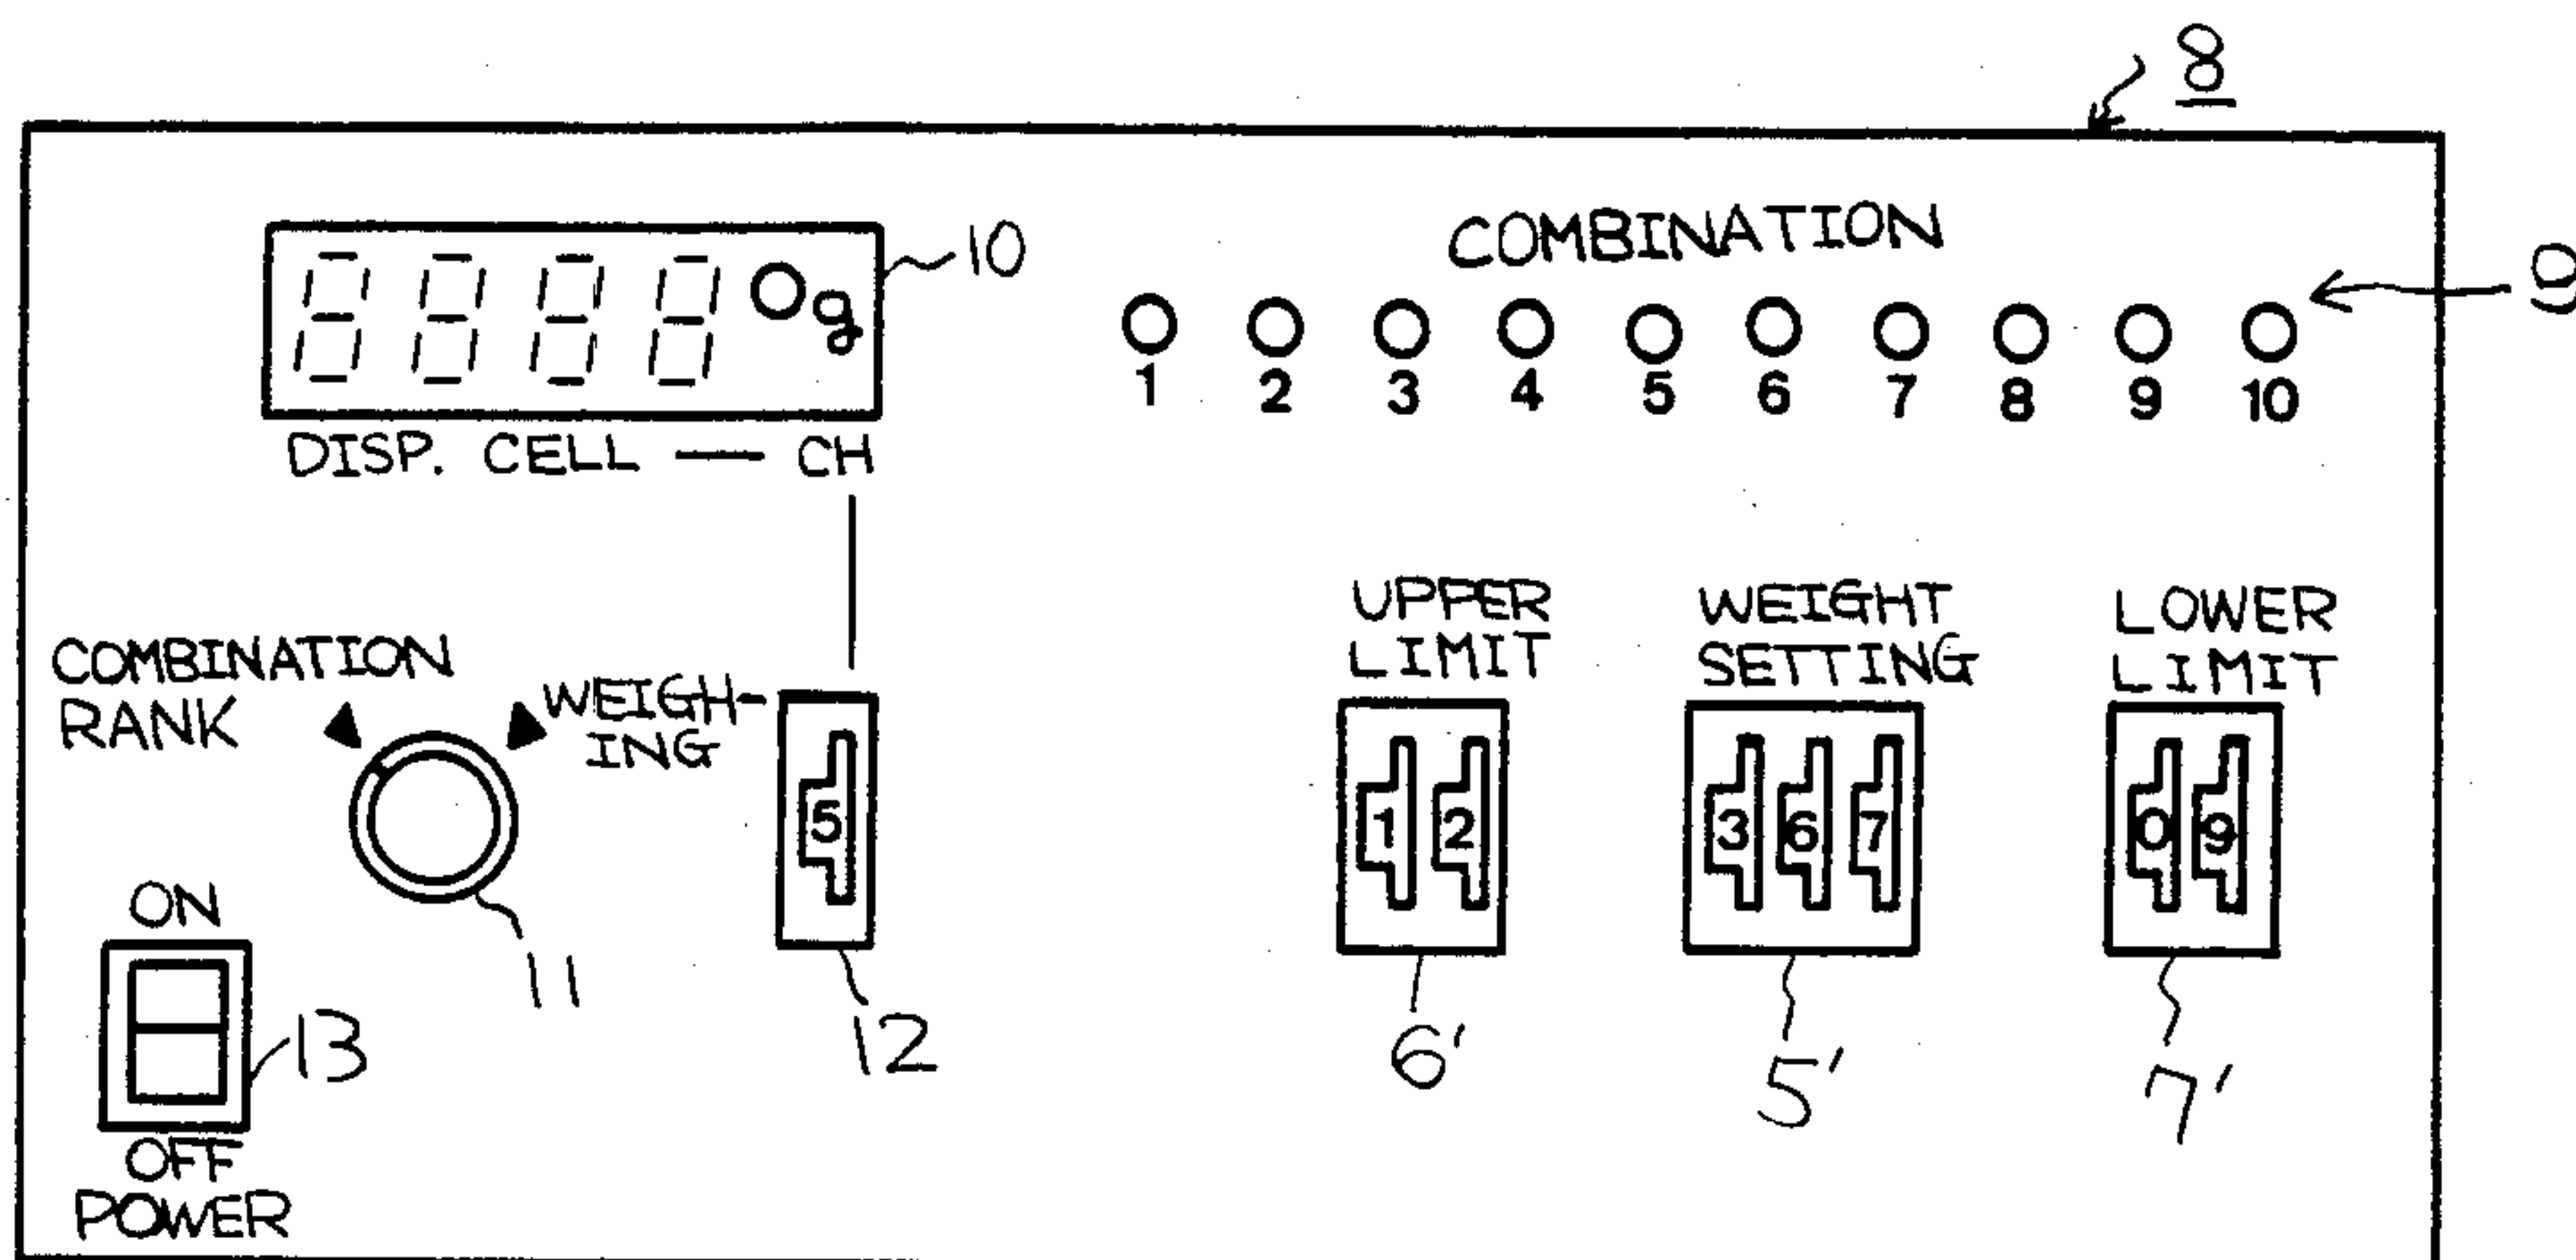 8
COMBINATION
10
g
9
1 2 3 4 5 6 7 8 9 10
DISP. CELL — CH
UPPER LIMIT
WEIGHT SETTING
LOWER LIMIT
COMBINATION RANK
WEIGH-
ING
5
1 2
3 6 7
0 9
ON
11
12
6'
5'
7'
13
OFF
POWER